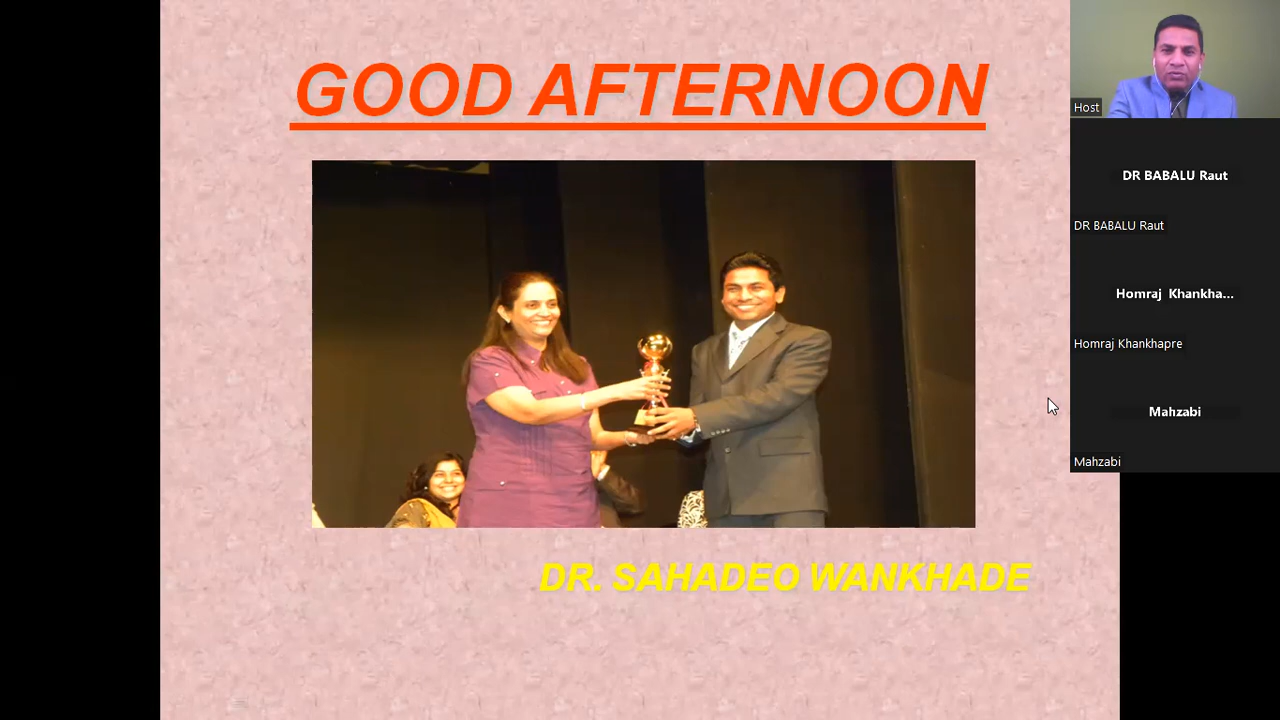 GOOD AFTERNOON
DR. SAHADEO WANKHADE
Host
DR BABALU Raut
DR BABALU Raut
Homraj Khankha...
Homraj Khankhapre
Mahzabi
Mahzabi